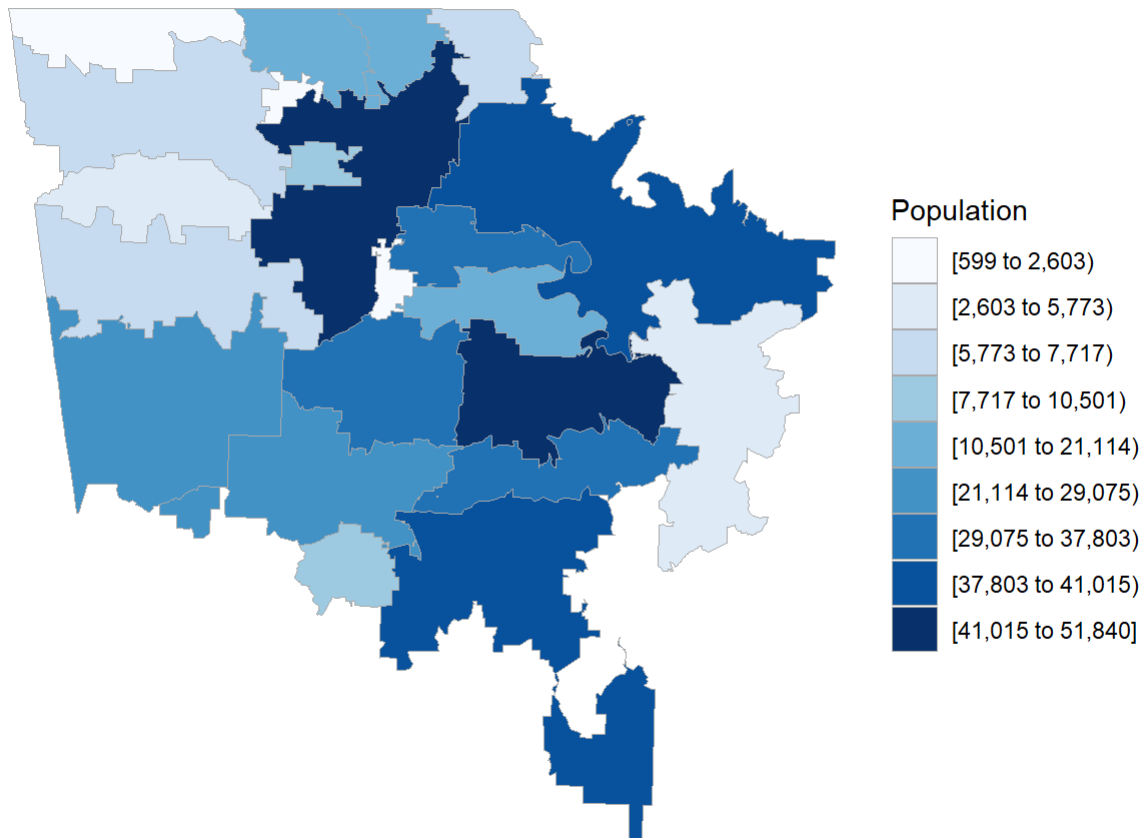 Population
[599 to 2,603)
[2,603 to 5,773)
[5,773 to 7,717)
[7,717 to 10,501)
[10,501 to 21,114)
[21,114 to 29,075)
[29,075 to 37,803)
[37,803 to 41,015)
[41,015 to 51,840]